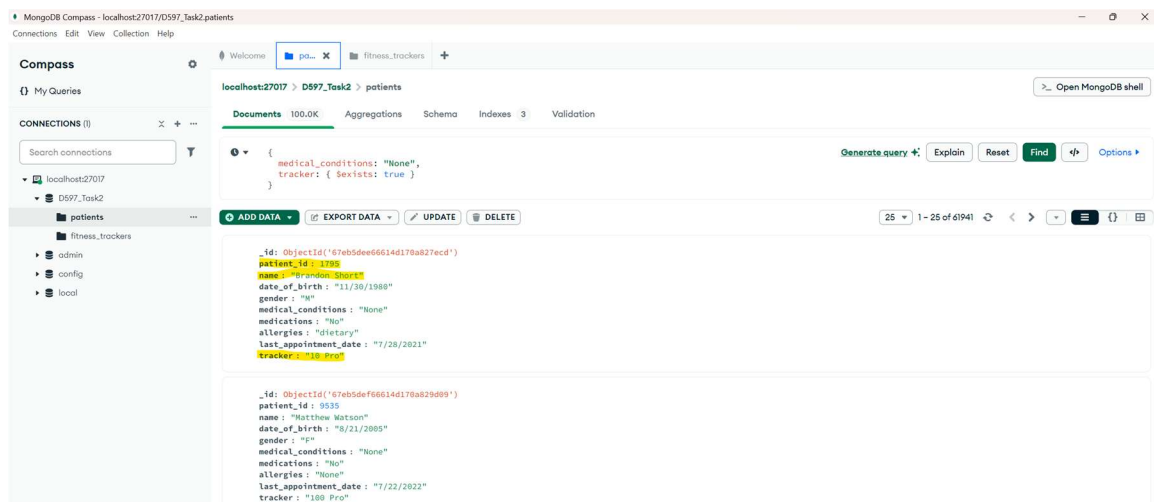 MongoDB Compass - localhost:27017/D597_Task2.patients
Connections Edit View Collection Help
Compass
{} My Queries
CONNECTIONS (1)
Search connections
localhost:27017
D597_Task2
patients
fitness_trackers
admin
config
local
Welcome
pa...
fitness_trackers
localhost:27017 > D597_Task2 > patients
>_ Open MongoDB shell
Documents 100.0K Aggregations Schema Indexes 3 Validation
{
medical_conditions: "None",
tracker: { $exists: true }
}
Generate query Explain Reset Find </> Options
ADD DATA EXPORT DATA UPDATE DELETE
25 1 – 25 of 61941 {}
_id: ObjectId('67eb5dee66614d170a827ecd')
patient_id : 1795
name : "Brandon Short"
date_of_birth : "11/30/1980"
gender : "M"
medical_conditions : "None"
medications : "No"
allergies : "dietary"
last_appointment_date : "7/28/2021"
tracker : "10 Pro"
_id: ObjectId('67eb5def66614d170a829d09')
patient_id : 9535
name : "Matthew Watson"
date_of_birth : "8/21/2005"
gender : "F"
medical_conditions : "None"
medications : "No"
allergies : "None"
last_appointment_date : "7/22/2022"
tracker : "100 Pro"